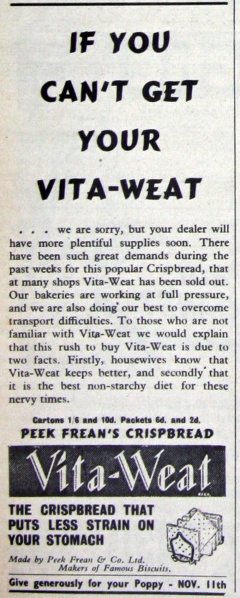 IF YOU
CAN'T GET
YOUR
VITA-WEAT
. . . we are sorry, but your dealer will
have more plentiful supplies soon. There
have been such great demands during the
past weeks for this popular Crispbread, that
at many shops Vita-Weat has been sold out.
Our bakeries are working at full pressure,
and we are also doing our best to overcome
transport difficulties. To those who are not
familiar with Vita-Weat we would explain
that this rush to buy Vita-Weat is due to
two facts. Firstly, housewives know that
Vita-Weat keeps better, and secondly that
it is the best non-starchy diet for these
nervy times.
Cartons 1/6 and 10d. Packets 6d. and 2d.
PEEK FREAN'S CRISPBREAD
Vita-Weat
REGD.
THE CRISPBREAD THAT
PUTS LESS STRAIN ON
YOUR STOMACH
Made by Peek Frean & Co. Ltd.
Makers of Famous Biscuits.
Give generously for your Poppy - NOV. 11th